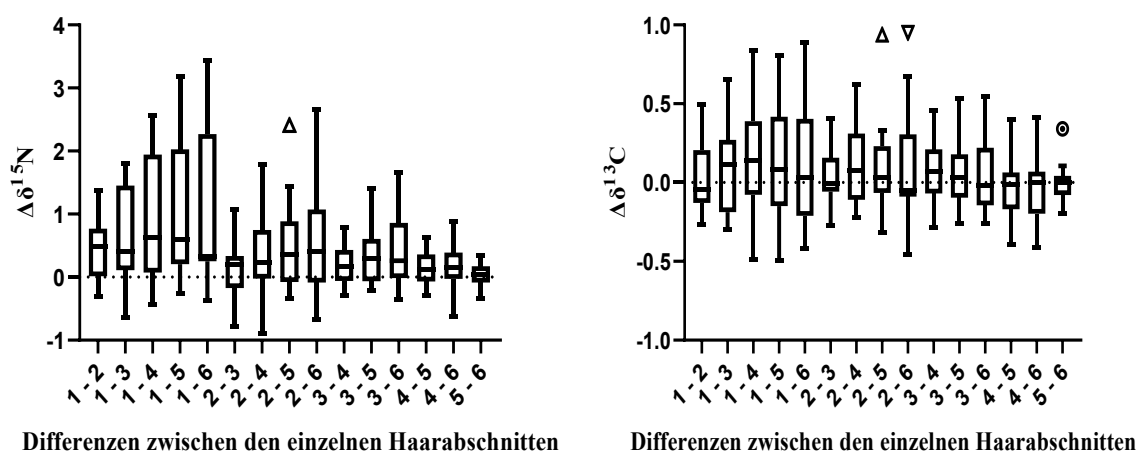 4
3
2
1
0
-1
Δδ¹⁵N
1 - 2
1 - 3
1 - 4
1 - 5
1 - 6
2 - 3
2 - 4
2 - 5
2 - 6
3 - 4
3 - 5
3 - 6
4 - 5
4 - 6
5 - 6
Differenzen zwischen den einzelnen Haarabschnitten
1.0
0.5
0.0
-0.5
-1.0
Δδ¹³C
1 - 2
1 - 3
1 - 4
1 - 5
1 - 6
2 - 3
2 - 4
2 - 5
2 - 6
3 - 4
3 - 5
3 - 6
4 - 5
4 - 6
5 - 6
Differenzen zwischen den einzelnen Haarabschnitten